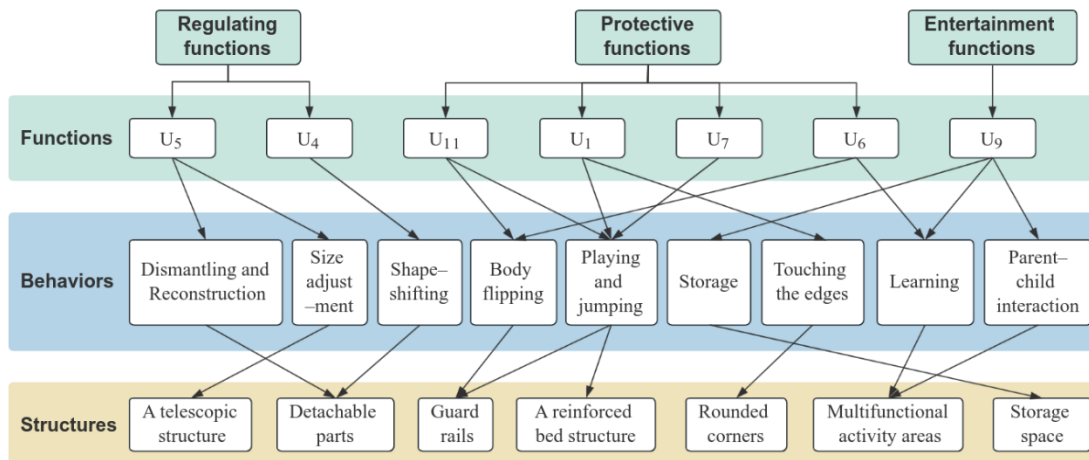 Regulating
functions
Protective
functions
Entertainment
functions
Functions
U5
U4
U11
U1
U7
U6
U9
Behaviors
Dismantling and
Reconstruction
Size
adjust
–ment
Shape–
shifting
Body
flipping
Playing
and
jumping
Storage
Touching
the edges
Learning
Parent–
child
interaction
Structures
A telescopic
structure
Detachable
parts
Guard
rails
A reinforced
bed structure
Rounded
corners
Multifunctional
activity areas
Storage
space